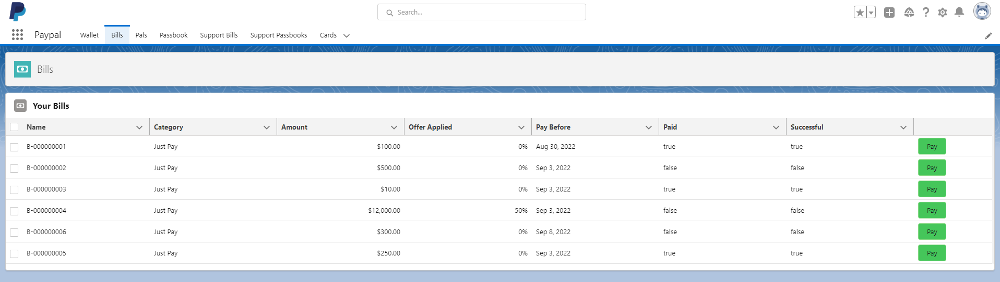 Search...
Paypal Wallet Bills Pals Passbook Support Bills Support Passbooks Cards
Bills
Your Bills
Name Category Amount Offer Applied Pay Before Paid Successful
B-000000001 Just Pay $100.00 0% Aug 30, 2022 true true Pay
B-000000002 Just Pay $500.00 0% Sep 3, 2022 false false Pay
B-000000003 Just Pay $10.00 0% Sep 3, 2022 true true Pay
B-000000004 Just Pay $12,000.00 50% Sep 3, 2022 false false Pay
B-000000006 Just Pay $300.00 0% Sep 8, 2022 false false Pay
B-000000005 Just Pay $250.00 0% Sep 3, 2022 true true Pay